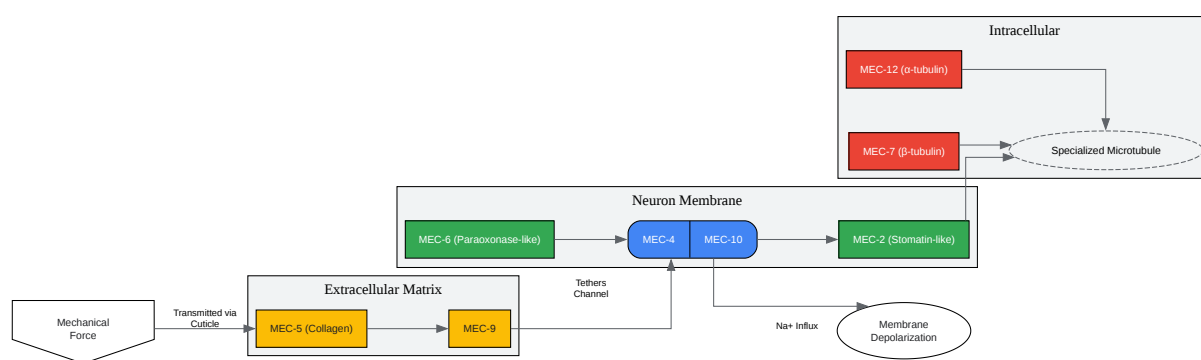 Intracellular
MEC-12 (α-tubulin)
MEC-7 (β-tubulin)
Specialized Microtubule
Neuron Membrane
MEC-6 (Paraoxonase-like)
MEC-4
MEC-10
MEC-2 (Stomatin-like)
Tethers
Channel
Extracellular Matrix
Mechanical
Force
Transmitted via
Cuticle
MEC-5 (Collagen)
MEC-9
Na+ Influx
Membrane
Depolarization